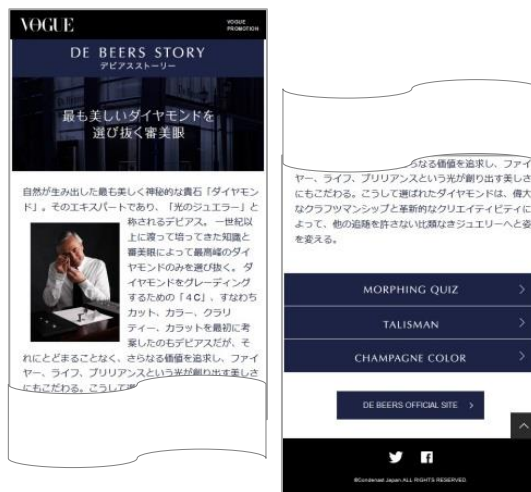 VOGUE
VOGUE
PROMOTION
DE BEERS STORY
デビアスストーリー
最も美しいダイヤモンドを
選び抜く審美眼
自然が生み出した最も美しく神秘的な貴石「ダイヤモン
ド」。そのエキスパートであり、「光のジュエラー」と
称されるデビアス。 一世紀以
上に渡って培ってきた知識と
審美眼によって最高峰のダイ
ヤモンドのみを選び抜く。 ダ
イヤモンドをグレーディング
するための「4C」、すなわち
カット、カラー、クラリ
ティー、カラットを最初に考
案したのもデビアスだが、そ
れにとどまることなく、さらなる価値を追求し、ファイ
ヤー、ライフ、ブリリアンスという光が創り出す美しさ
にもこだわる。こうして
らなる価値を追求し、ファイ
ヤー、ライフ、ブリリアンスという光が創り出す美しさ
にもこだわる。こうして選ばれたダイヤモンドは、偉大
なクラフツマンシップと革新的なクリエイティビティに
よって、他の追随を許さない比類なきジュエリーへと姿
を変える。
MORPHING QUIZ
TALISMAN
CHAMPAGNE COLOR
DE BEERS OFFICIAL SITE
©Condenast Japan.ALL RIGHTS RESERVED.